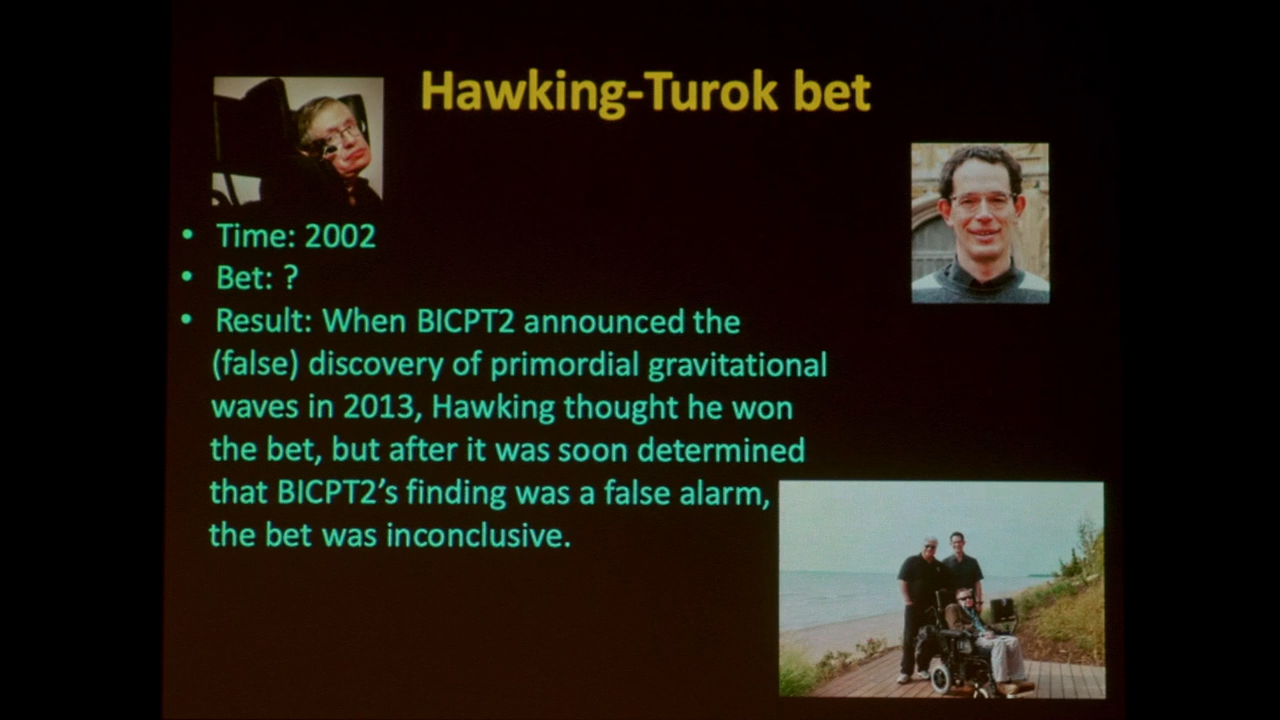 Hawking-Turok bet
• Time: 2002
• Bet: ?
• Result: When BICPT2 announced the
(false) discovery of primordial gravitational
waves in 2013, Hawking thought he won
the bet, but after it was soon determined
that BICPT2’s finding was a false alarm,
the bet was inconclusive.